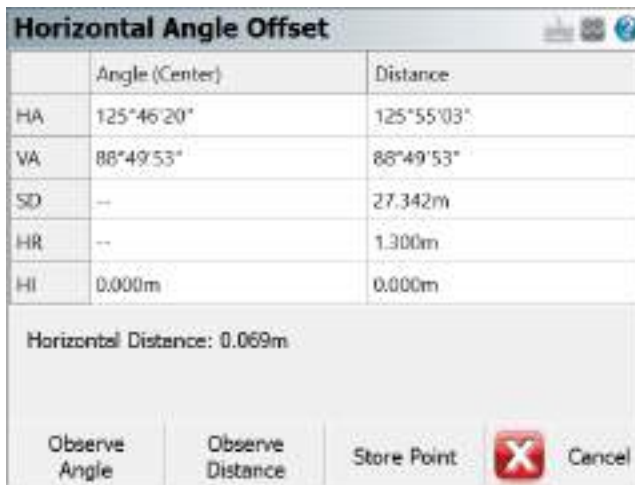 Horizontal Angle Offset
Angle (Center) Distance
HA 125°46'20" 125°55'03"
VA 88°49'53" 88°49'53"
SD -- 27.342m
HR -- 1.300m
HI 0.000m 0.000m
Horizontal Distance: 0.069m
Observe Angle
Observe Distance
Store Point
Cancel